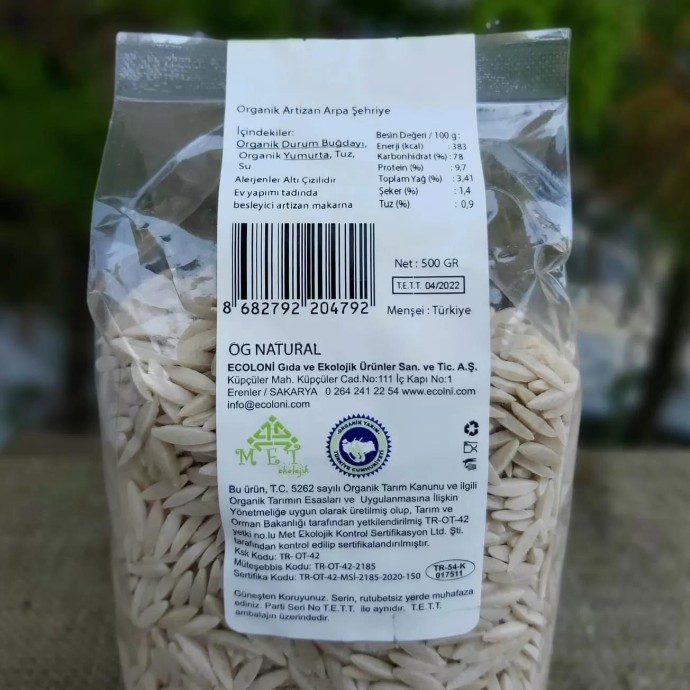 Organik Artizan Arpa Şehriye
İçindekiler:
Organik Durum Buğdayı,
Organik Yumurta, Tuz,
Su
Alerjenler Altı Çizilidir
Ev yapımı tadında
besleyici artizan makarna
Besin Değeri / 100 g :
Enerji (kcal) : 383
Karbonhidrat (%) : 78
Protein (%) : 9,7
Toplam Yağ (%) : 3,41
Şeker (%) : 1,4
Tuz (%) : 0,9
8 682792 204792
Net : 500 GR
T.E.T.T. 04/2022
Menşei : Türkiye
OG NATURAL
ECOLONİ Gıda ve Ekolojik Ürünler San. ve Tic. A.Ş.
Küpçüler Mah. Küpçüler Cad.No:111 İç Kapı No:1
Erenler / SAKARYA 0 264 241 22 54 www.ecolni.com
info@ecoloni.com
MET
ekolojik
ORGANİK TARIM
TÜRKİYE CUMHURİYETİ
Bu ürün, T.C. 5262 sayılı Organik Tarım Kanunu ve ilgili
Organik Tarımın Esasları ve Uygulanmasına İlişkin
Yönetmeliğe uygun olarak üretilmiş olup, Tarım ve
Orman Bakanlığı tarafından yetkilendirilmiş TR-OT-42
yetki no.lu Met Ekolojik Kontrol Sertifikasyon Ltd. Şti.
tarafından kontrol edilip sertifikalandırılmıştır.
Ksk Kodu: TR- OT-42
Müteşebbis Kodu: TR-OT-42-2185
Sertifika Kodu: TR-OT-42-MSİ-2185-2020-150
TR-54-K
017511
Güneşten Koruyunuz. Serin, rutubetsiz yerde muhafaza
ediniz. Parti Seri No T.E.T.T. ile aynıdır. T.E.T.T.
ambalajın üzerindedir.